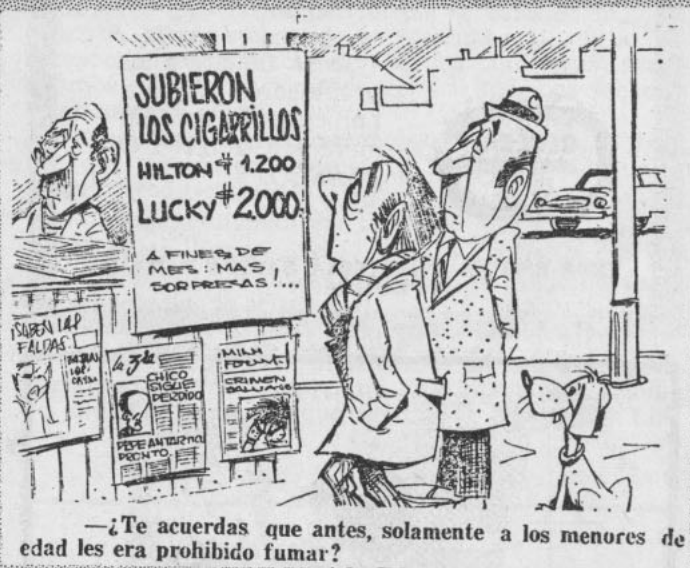 SUBIERON
LOS CIGARRILLOS
HILTON $ 1.200
LUCKY $ 2.000
A FINES DE
MES: MAS
SORPRESAS!...
SABEN LAS
FALDAS
la 3ª
CHICO
SIGUE
PERDIDO
PEPE ANTARTICO
PRONTO
CRIMEN
—¿Te acuerdas que antes, solamente a los menores de
edad les era prohibido fumar?